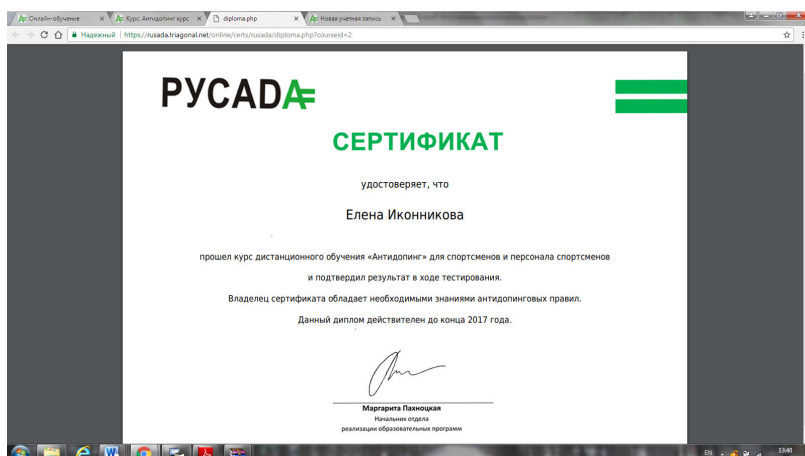 Онлайн-обучение
Курс: Антидопинг курс
diploma.php
Новая учетная запись
Надежный
https://rusada.triagonal.net/online/certs/rusada/diploma.php?courseid=2
РУСАDA
СЕРТИФИКАТ
удостоверяет, что
Елена Иконникова
прошел курс дистанционного обучения «Антидопинг» для спортсменов и персонала спортсменов
и подтвердил результат в ходе тестирования.
Владелец сертификата обладает необходимыми знаниями антидопинговых правил.
Данный диплом действителен до конца 2017 года.
Маргарита Пахноцкая
Начальник отдела
реализации образовательных программ
EN
13:40